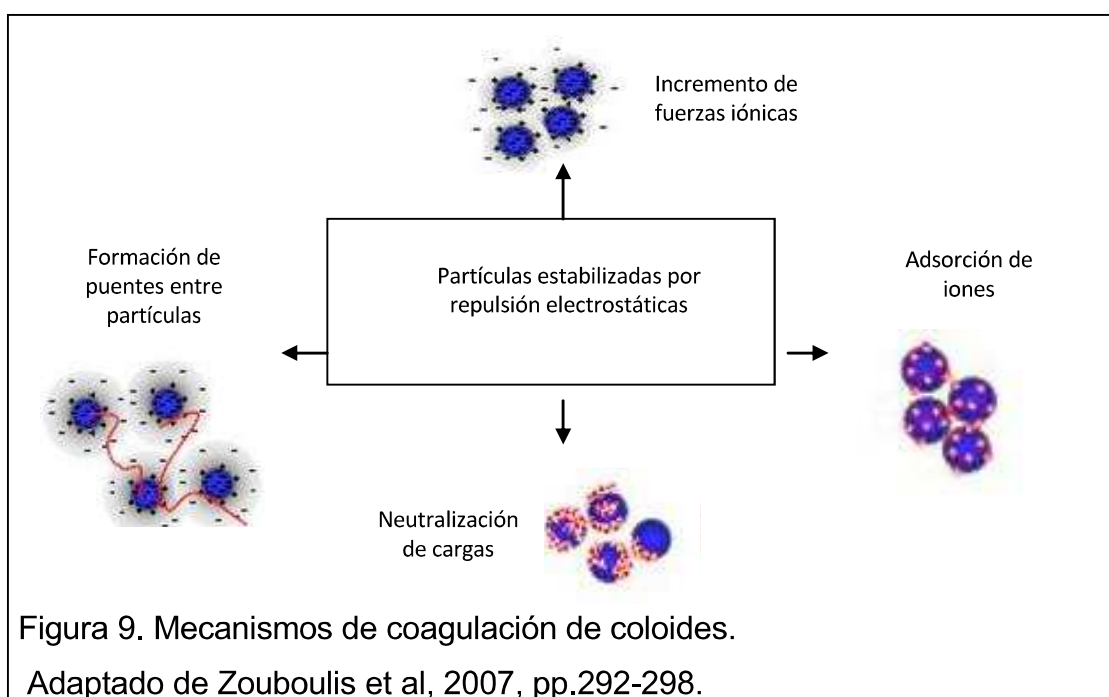 Incremento de
fuerzas iónicas
Formación de
puentes entre
partículas
Partículas estabilizadas por
repulsión electrostáticas
Adsorción de
iones
Neutralización
de cargas
Figura 9. Mecanismos de coagulación de coloides.
Adaptado de Zouboulis et al, 2007, pp.292-298.